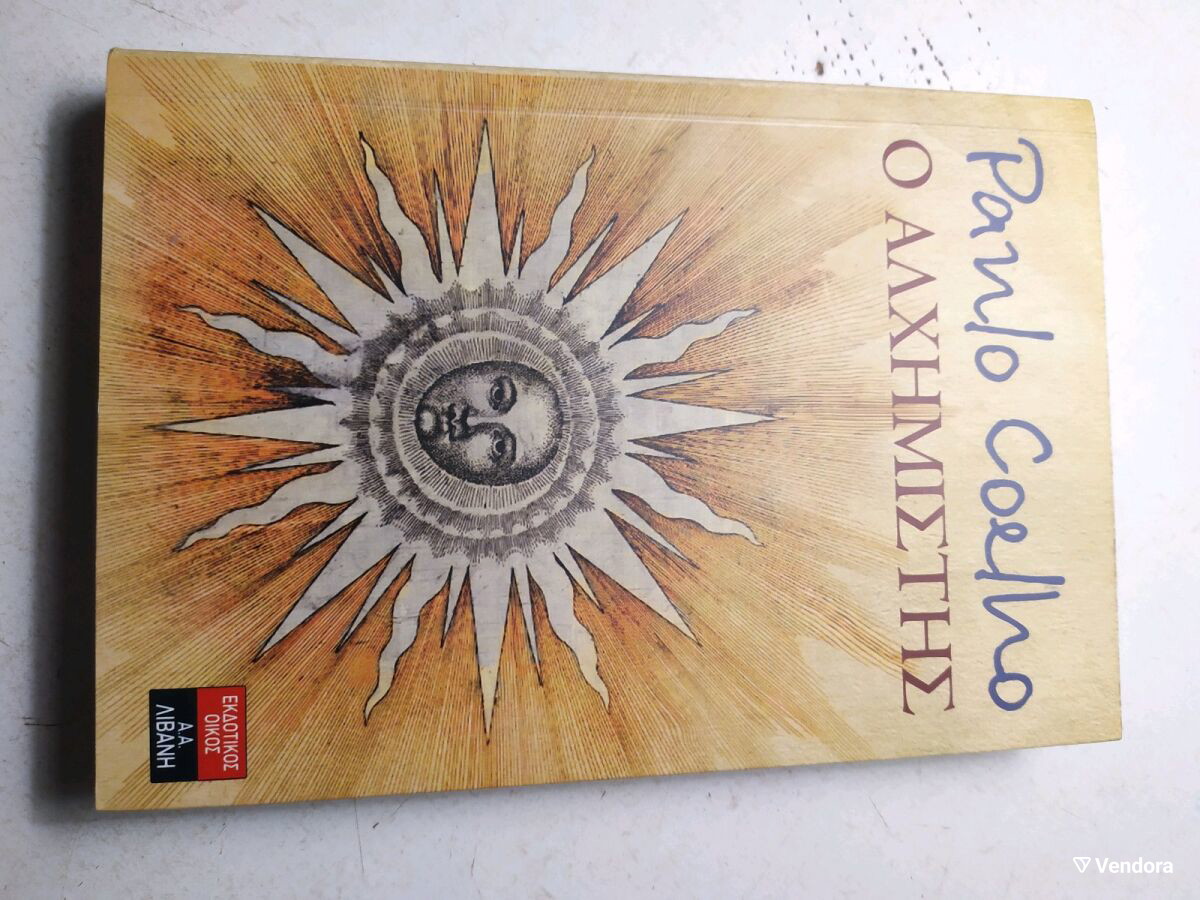 Paulo Coelho
Ο ΑΛΧΗΜΙΣΤΗΣ
ΕΚΔΟΤΙΚΟΣ
ΟΙΚΟΣ
Α.Α.
ΛΙΒΑΝΗ
Vendora